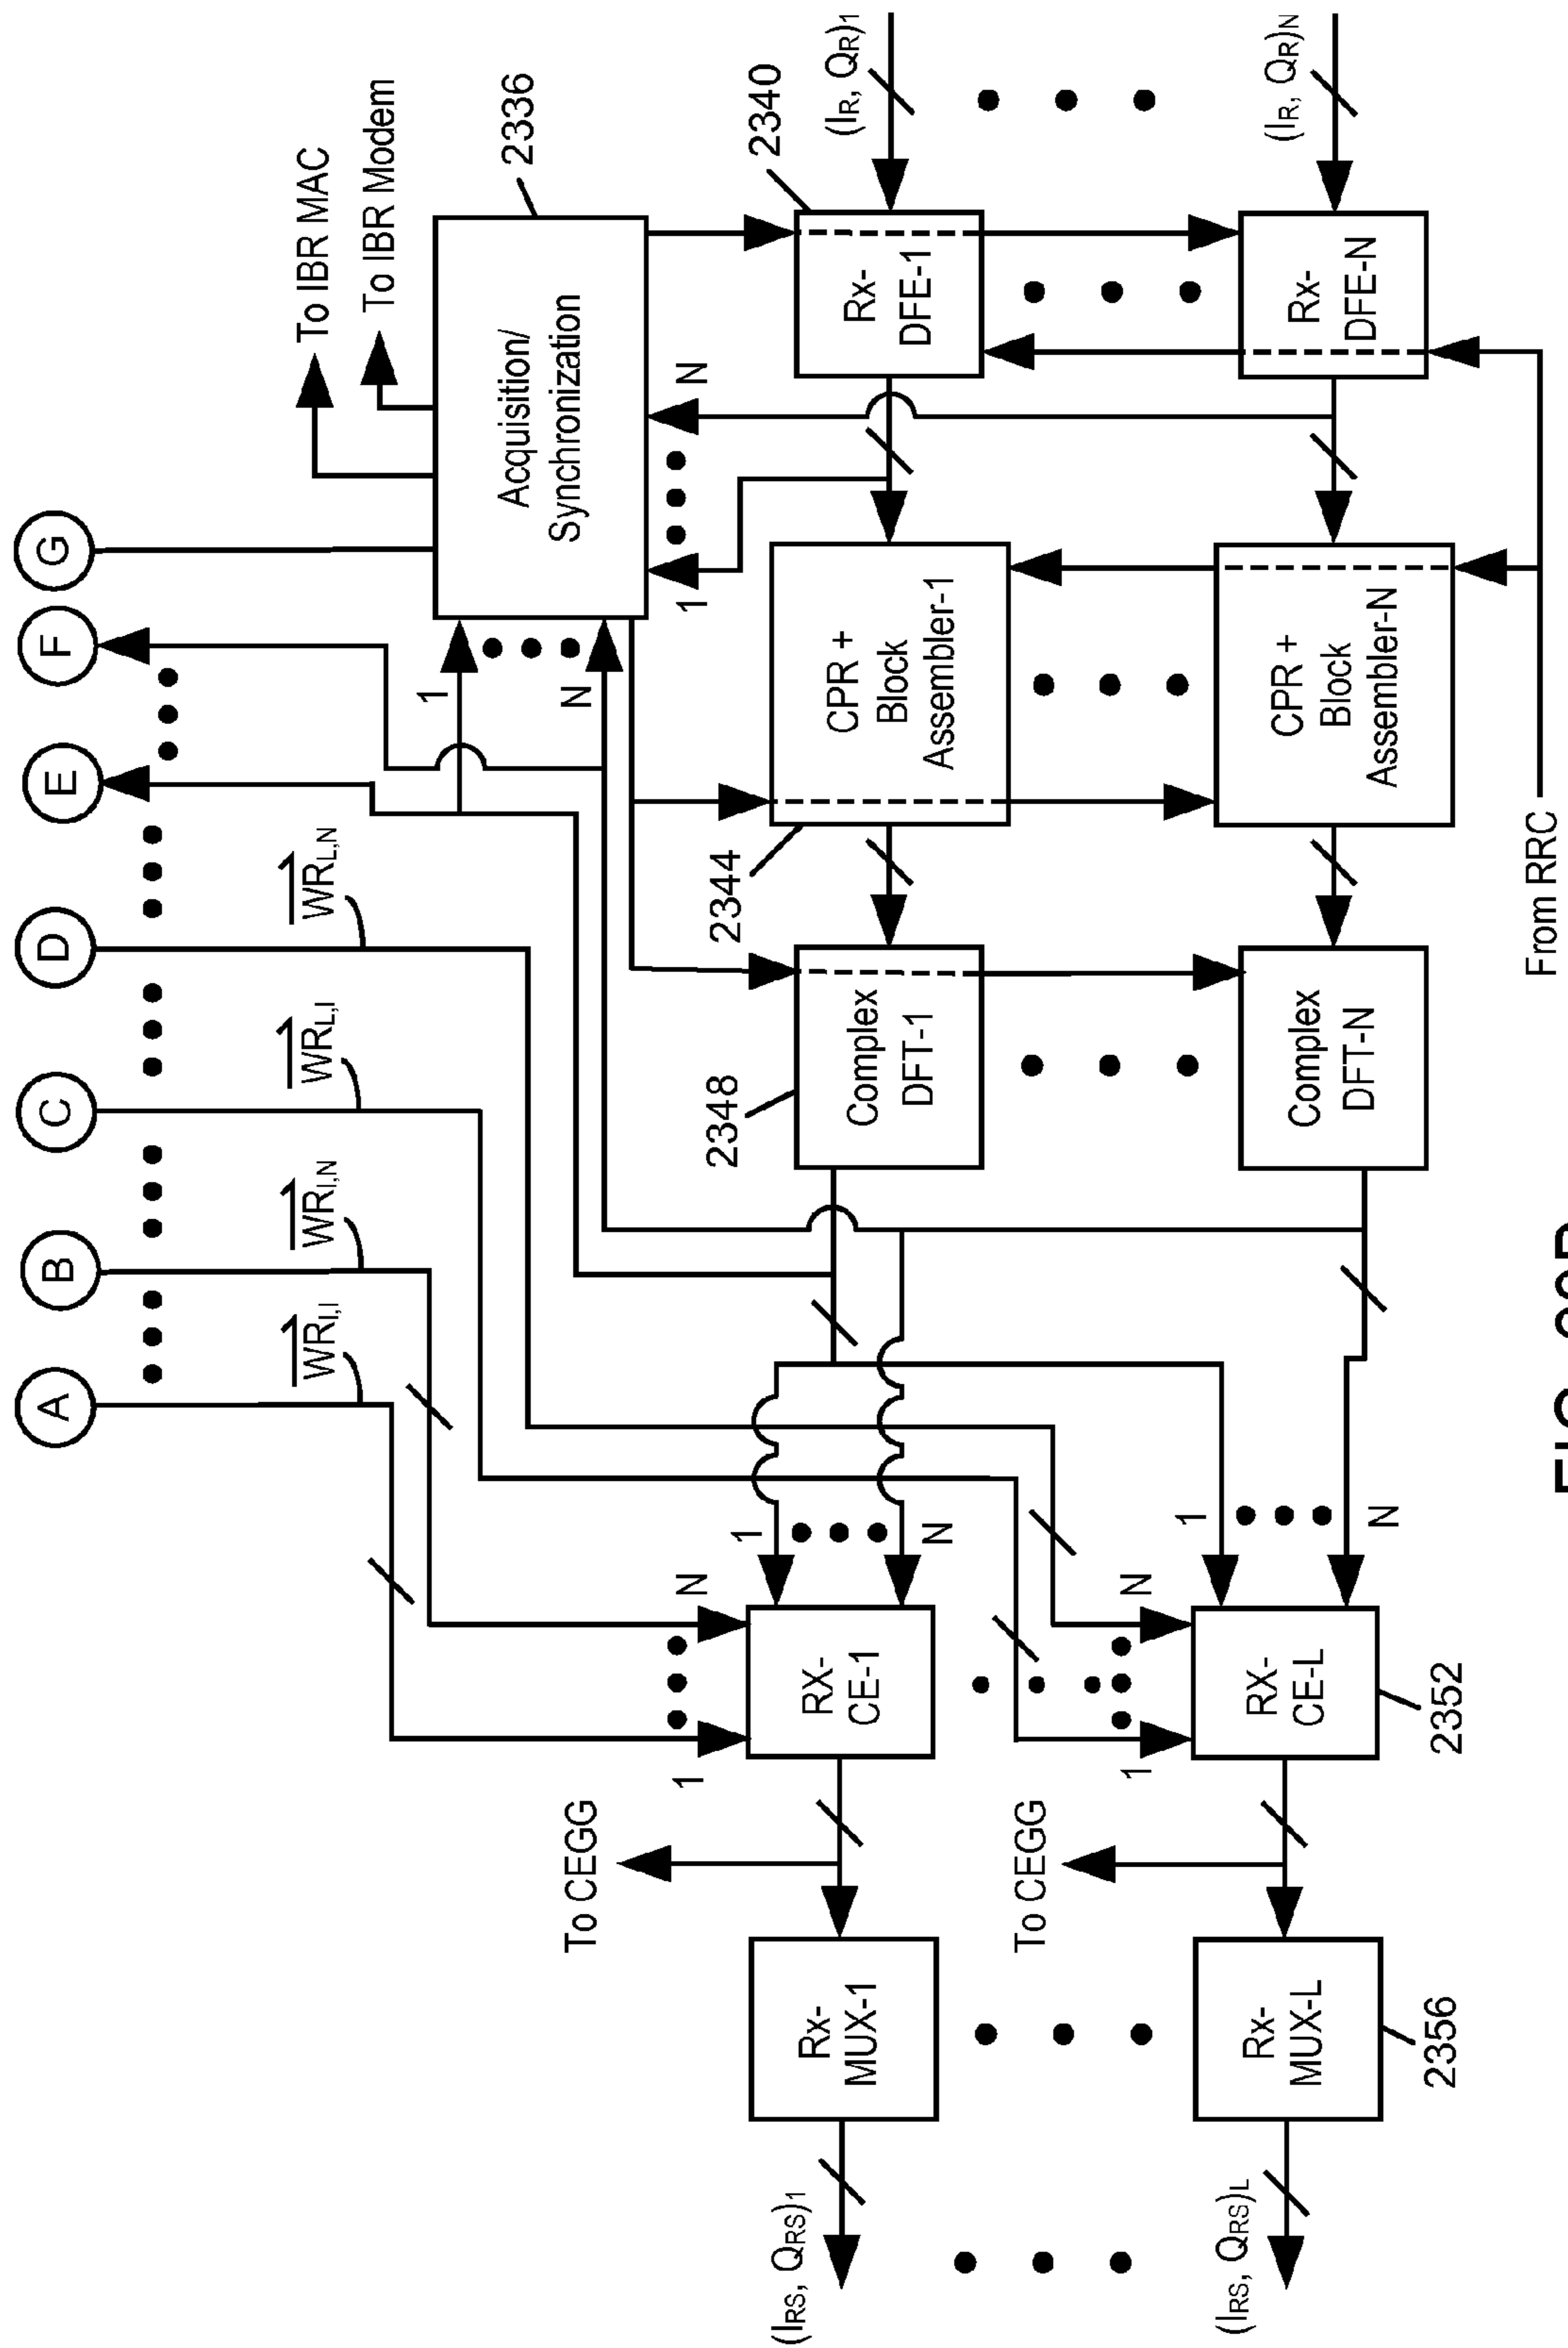 A
B
C
D
E
F
G
WRI,I
WRI,N
WRL,I
WRL,N
To IBR MAC
To IBR Modem
Acquisition/
Synchronization
2336
1
N
1
N
To CEGG
1
N
1
N
2348
2344
2340
(IRS, QRS)1
Rx-
MUX-1
RX-
CE-1
Complex
DFT-1
CPR +
Block
Assembler-1
Rx-
DFE-1
(IR, QR)1
To CEGG
1
N
1
N
(IRS, QRS)L
Rx-
MUX-L
RX-
CE-L
Complex
DFT-N
CPR +
Block
Assembler-N
Rx-
DFE-N
(IR, QR)N
2356
2352
From RRC